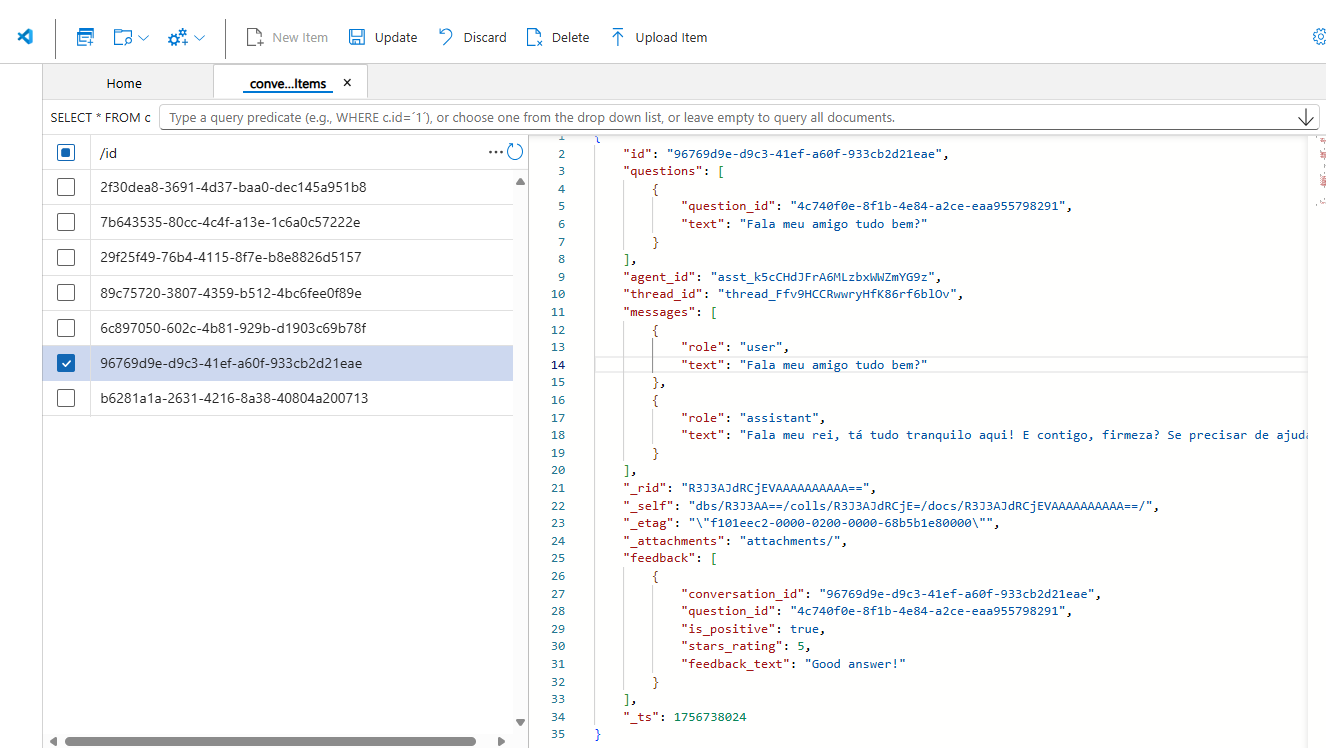 New Item Update Discard Delete Upload Item
Home conve...Items
SELECT * FROM c Type a query predicate (e.g., WHERE c.id=´1´), or choose one from the drop down list, or leave empty to query all documents.
/id ...
2f30dea8-3691-4d37-baa0-dec145a951b8
7b643535-80cc-4c4f-a13e-1c6a0c57222e
29f25f49-76b4-4115-8f7e-b8e8826d5157
89c75720-3807-4359-b512-4bc6fee0f89e
6c897050-602c-4b81-929b-d1903c69b78f
96769d9e-d9c3-41ef-a60f-933cb2d21eae
b6281a1a-2631-4216-8a38-40804a200713
1 {
2 "id": "96769d9e-d9c3-41ef-a60f-933cb2d21eae",
3 "questions": [
4 {
5 "question_id": "4c740f0e-8f1b-4e84-a2ce-eaa955798291",
6 "text": "Fala meu amigo tudo bem?"
7 }
8 ],
9 "agent_id": "asst_k5cCHdJFrA6MLzbxWWZmYG9z",
10 "thread_id": "thread_Ffv9HCCRwwryHfK86rf6blOv",
11 "messages": [
12 {
13 "role": "user",
14 "text": "Fala meu amigo tudo bem?"
15 },
16 {
17 "role": "assistant",
18 "text": "Fala meu rei, tá tudo tranquilo aqui! E contigo, firmeza? Se precisar de ajuda
19 }
20 ],
21 "_rid": "R3J3AJdRCjEVAAAAAAAAAA==",
22 "_self": "dbs/R3J3AA==/colls/R3J3AJdRCjE=/docs/R3J3AJdRCjEVAAAAAAAAAA==/",
23 "_etag": "\"f101eec2-0000-0200-0000-68b5b1e80000\"",
24 "_attachments": "attachments/",
25 "feedback": [
26 {
27 "conversation_id": "96769d9e-d9c3-41ef-a60f-933cb2d21eae",
28 "question_id": "4c740f0e-8f1b-4e84-a2ce-eaa955798291",
29 "is_positive": true,
30 "stars_rating": 5,
31 "feedback_text": "Good answer!"
32 }
33 ],
34 "_ts": 1756738024
35 }